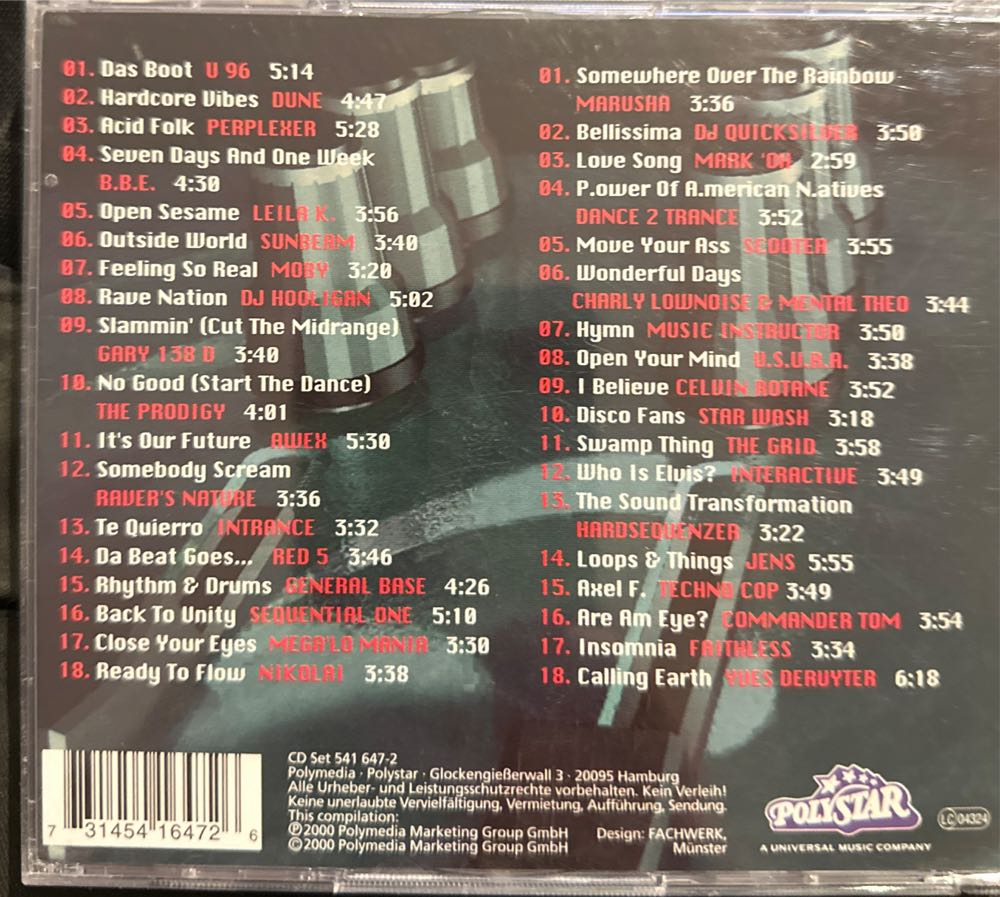 01. Das Boot U 96 5:14
02. Hardcore Vibes DUNE 4:47
03. Acid Folk PERPLEXER 5:28
04. Seven Days And One Week
B.B.E. 4:30
05. Open Sesame LEILA K. 3:56
06. Outside World SUNBEAM 3:40
07. Feeling So Real MOBY 3:20
08. Rave Nation DJ HOOLIGAN 5:02
09. Slammin' (Cut The Midrange)
GARY 138 D 3:40
10. No Good (Start The Dance)
THE PRODIGY 4:01
11. It's Our Future AWEX 5:30
12. Somebody Scream
RAVER'S NATURE 3:36
13. Te Quierro INTRANCE 3:32
14. Da Beat Goes... RED 5 3:46
15. Rhythm & Drums GENERAL BASE 4:26
16. Back To Unity SEQUENTIAL ONE 5:10
17. Close Your Eyes MEGA'LO MANIA 3:30
18. Ready To Flow NIKOLAI 3:38
01. Somewhere Over The Rainbow
MARUSHA 3:36
02. Bellissima DJ QUICKSILVER 3:50
03. Love Song MARK 'OH 2:59
04. P.ower Of A.merican N.atives
DANCE 2 TRANCE 3:52
05. Move Your Ass SCOOTER 3:55
06. Wonderful Days
CHARLY LOWNOISE & MENTAL THEO 3:44
07. Hymn MUSIC INSTRUCTOR 3:50
08. Open Your Mind U.S.U.R.A. 3:38
09. I Believe CELVIN ROTANE 3:52
10. Disco Fans STAR WASH 3:18
11. Swamp Thing THE GRID 3:58
12. Who Is Elvis? INTERACTIVE 3:49
13. The Sound Transformation
HARDSEQUENZER 3:22
14. Loops & Things JENS 5:55
15. Axel F. TECHNO COP 3:49
16. Are Am Eye? COMMANDER TOM 3:54
17. Insomnia FAITHLESS 3:34
18. Calling Earth YVES DERUYTER 6:18
7 31454 16472 6
CD Set 541 647-2
Polymedia · Polystar · Glockengießerwall 3 · 20095 Hamburg
Alle Urheber- und Leistungsschutzrechte vorbehalten. Kein Verleih!
Keine unerlaubte Vervielfältigung, Vermietung, Aufführung, Sendung.
This compilation:
℗2000 Polymedia Marketing Group GmbH
©2000 Polymedia Marketing Group GmbH
Design: FACHWERK,
Münster
POLYSTAR
A UNIVERSAL MUSIC COMPANY
LC 04324